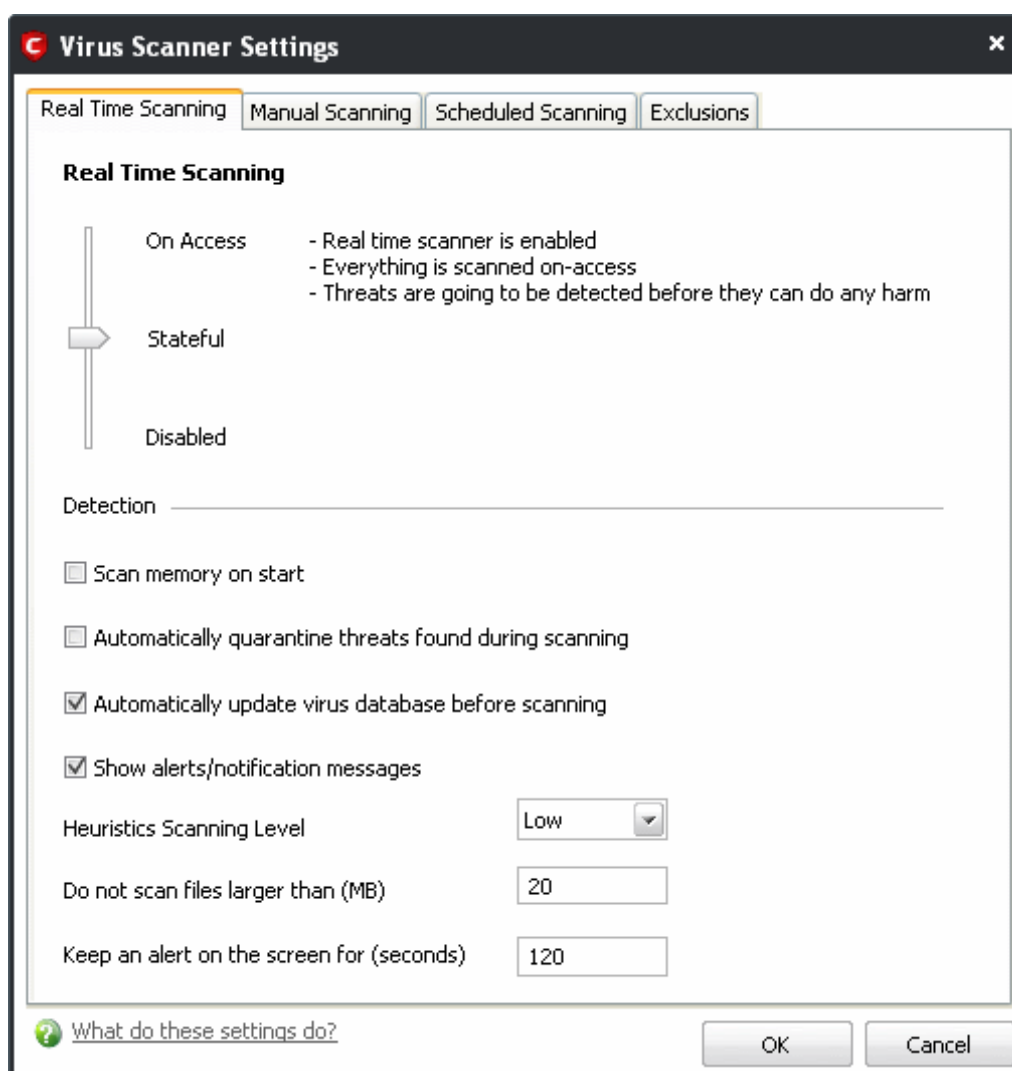 Virus Scanner Settings
Real Time Scanning
Manual Scanning
Scheduled Scanning
Exclusions
Real Time Scanning
On Access
- Real time scanner is enabled
- Everything is scanned on-access
- Threats are going to be detected before they can do any harm
Stateful
Disabled
Detection
Scan memory on start
Automatically quarantine threats found during scanning
Automatically update virus database before scanning
Show alerts/notification messages
Heuristics Scanning Level
Low
Do not scan files larger than (MB)
20
Keep an alert on the screen for (seconds)
120
What do these settings do?
OK
Cancel